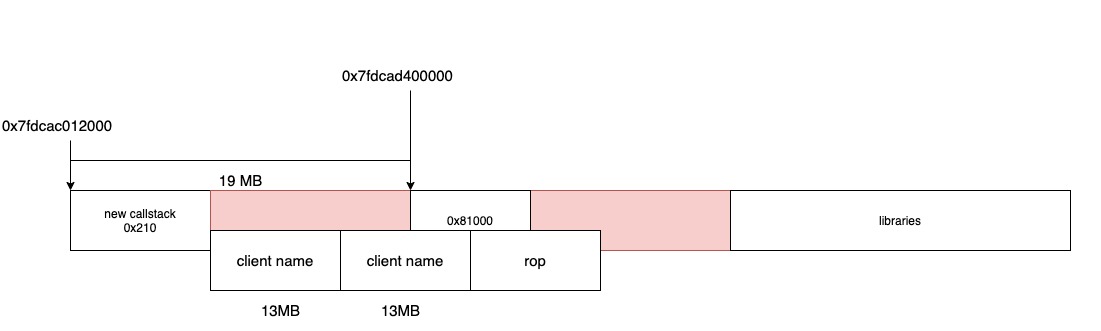 0x7fdcad400000
0x7fdcac012000
19 MB
new callstack
0x210
0x81000
libraries
client name
client name
rop
13MB
13MB